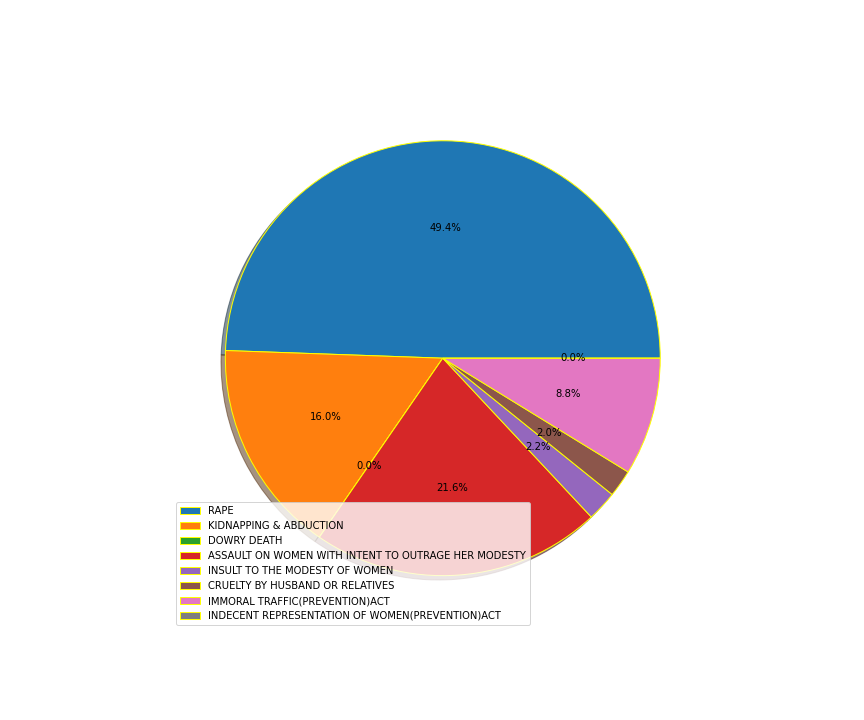 49.4%
0.0%
8.8%
16.0%
2.0%
2.2%
0.0%
21.6%
RAPE
KIDNAPPING & ABDUCTION
DOWRY DEATH
ASSAULT ON WOMEN WITH INTENT TO OUTRAGE HER MODESTY
INSULT TO THE MODESTY OF WOMEN
CRUELTY BY HUSBAND OR RELATIVES
IMMORAL TRAFFIC(PREVENTION)ACT
INDECENT REPRESENTATION OF WOMEN(PREVENTION)ACT